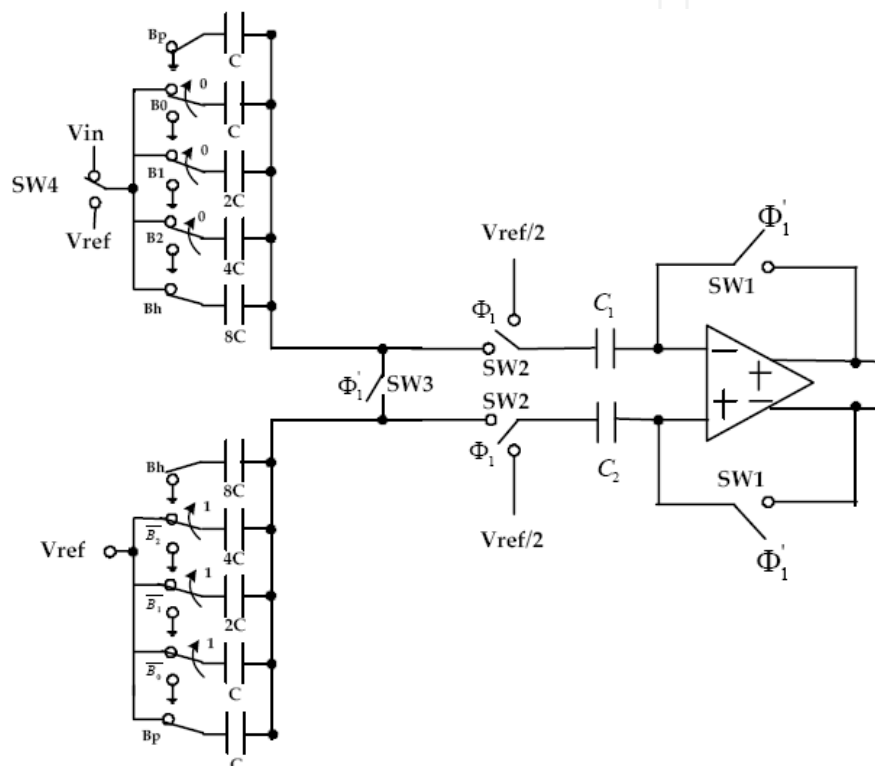 Bp
C
0
B0
C
Vin
0
B1
SW4
2C
0
Vref
B2
4C
Bh
8C
Vref/2
Φ₁
SW2
C₁
Φ₁'
SW1
−
+
+
−
Φ₁'
SW3
SW2
Φ₁
C₂
Vref/2
SW1
Φ₁'
Bh
8C
1
B̅₂
4C
Vref
1
B̅₁
2C
1
B̅₀
C
Bp
C